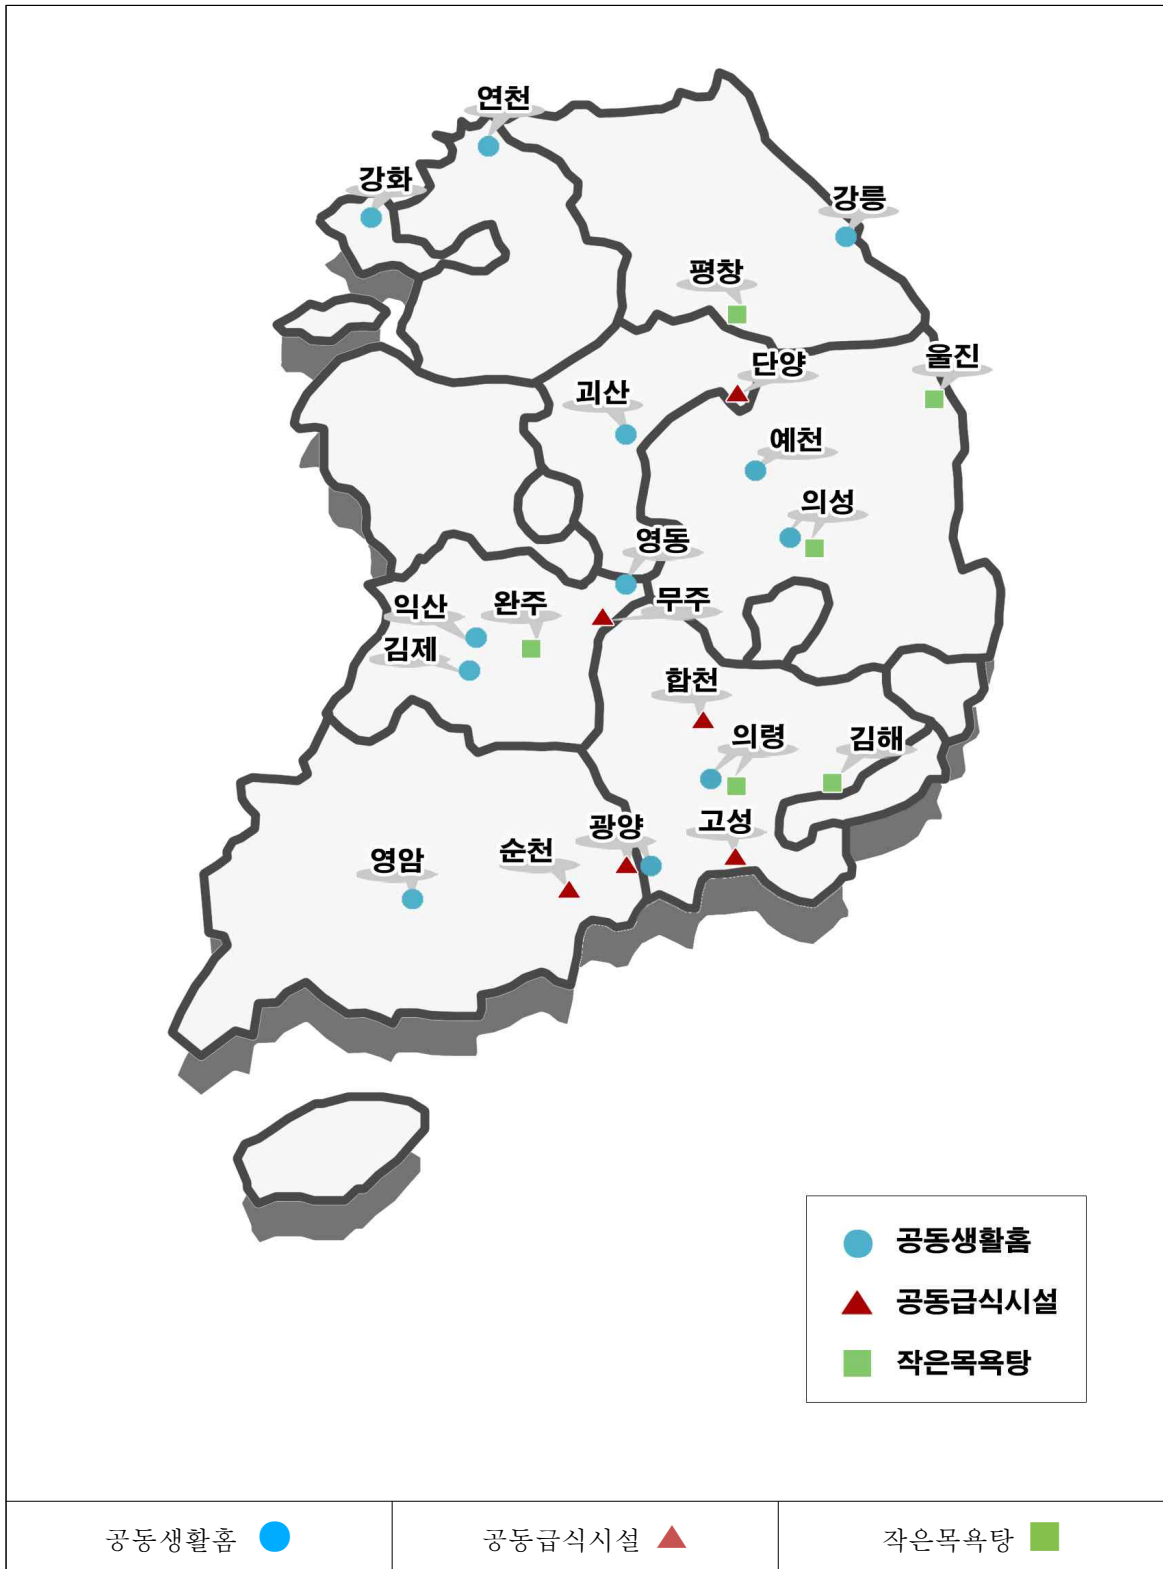 연천
강화
강릉
평창
울진
단양
괴산
예천
의성
영동
무주
익산
완주
김제
합천
의령
김해
고성
광양
순천
영암
공동생활홈
공동급식시설
작은목욕탕
공동생활홈
공동급식시설
작은목욕탕